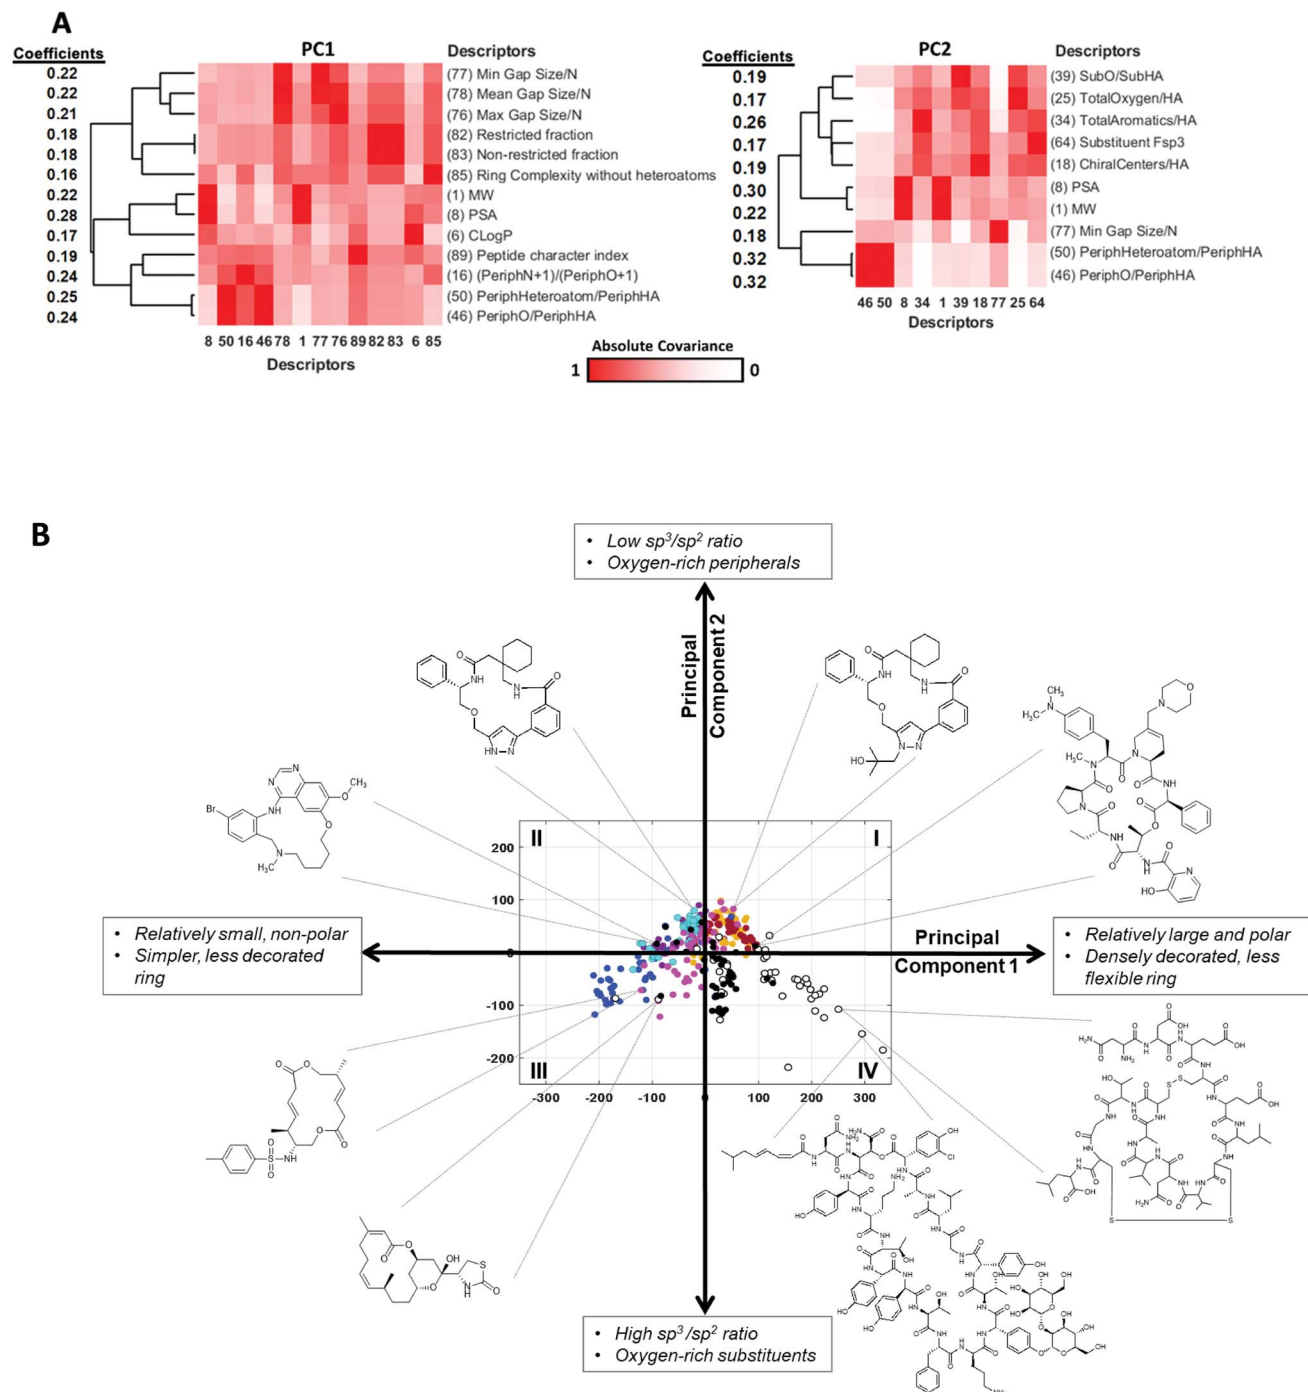 A
Coefficients
PC1
Descriptors
0.22
(77) Min Gap Size/N
0.22
(78) Mean Gap Size/N
0.21
(76) Max Gap Size/N
0.18
(82) Restricted fraction
0.18
(83) Non-restricted fraction
0.16
(85) Ring Complexity without heteroatoms
0.22
(1) MW
0.28
(8) PSA
0.17
(6) CLogP
0.19
(89) Peptide character index
0.24
(16) (PeriphN+1)/(PeriphO+1)
0.25
(50) PeriphHeteroatom/PeriphHA
0.24
(46) PeriphO/PeriphHA
8 50 16 46 78 1 77 76 89 82 83 6 85
Descriptors
Coefficients
PC2
Descriptors
0.19
(39) SubO/SubHA
0.17
(25) TotalOxygen/HA
0.26
(34) TotalAromatics/HA
0.17
(64) Substituent Fsp3
0.19
(18) ChiralCenters/HA
0.30
(8) PSA
0.22
(1) MW
0.18
(77) Min Gap Size/N
0.32
(50) PeriphHeteroatom/PeriphHA
0.32
(46) PeriphO/PeriphHA
46 50 8 34 1 39 18 77 25 64
Descriptors
Absolute Covariance
1
0
B
• Low sp³/sp² ratio
• Oxygen-rich peripherals
Principal
Component 2
II
I
200
100
0
-100
-200
III
IV
-300 -200 -100 0 100 200 300
• Relatively small, non-polar
• Simpler, less decorated
ring
Principal
Component 1
• Relatively large and polar
• Densely decorated, less
flexible ring
• High sp³/sp² ratio
• Oxygen-rich substituents